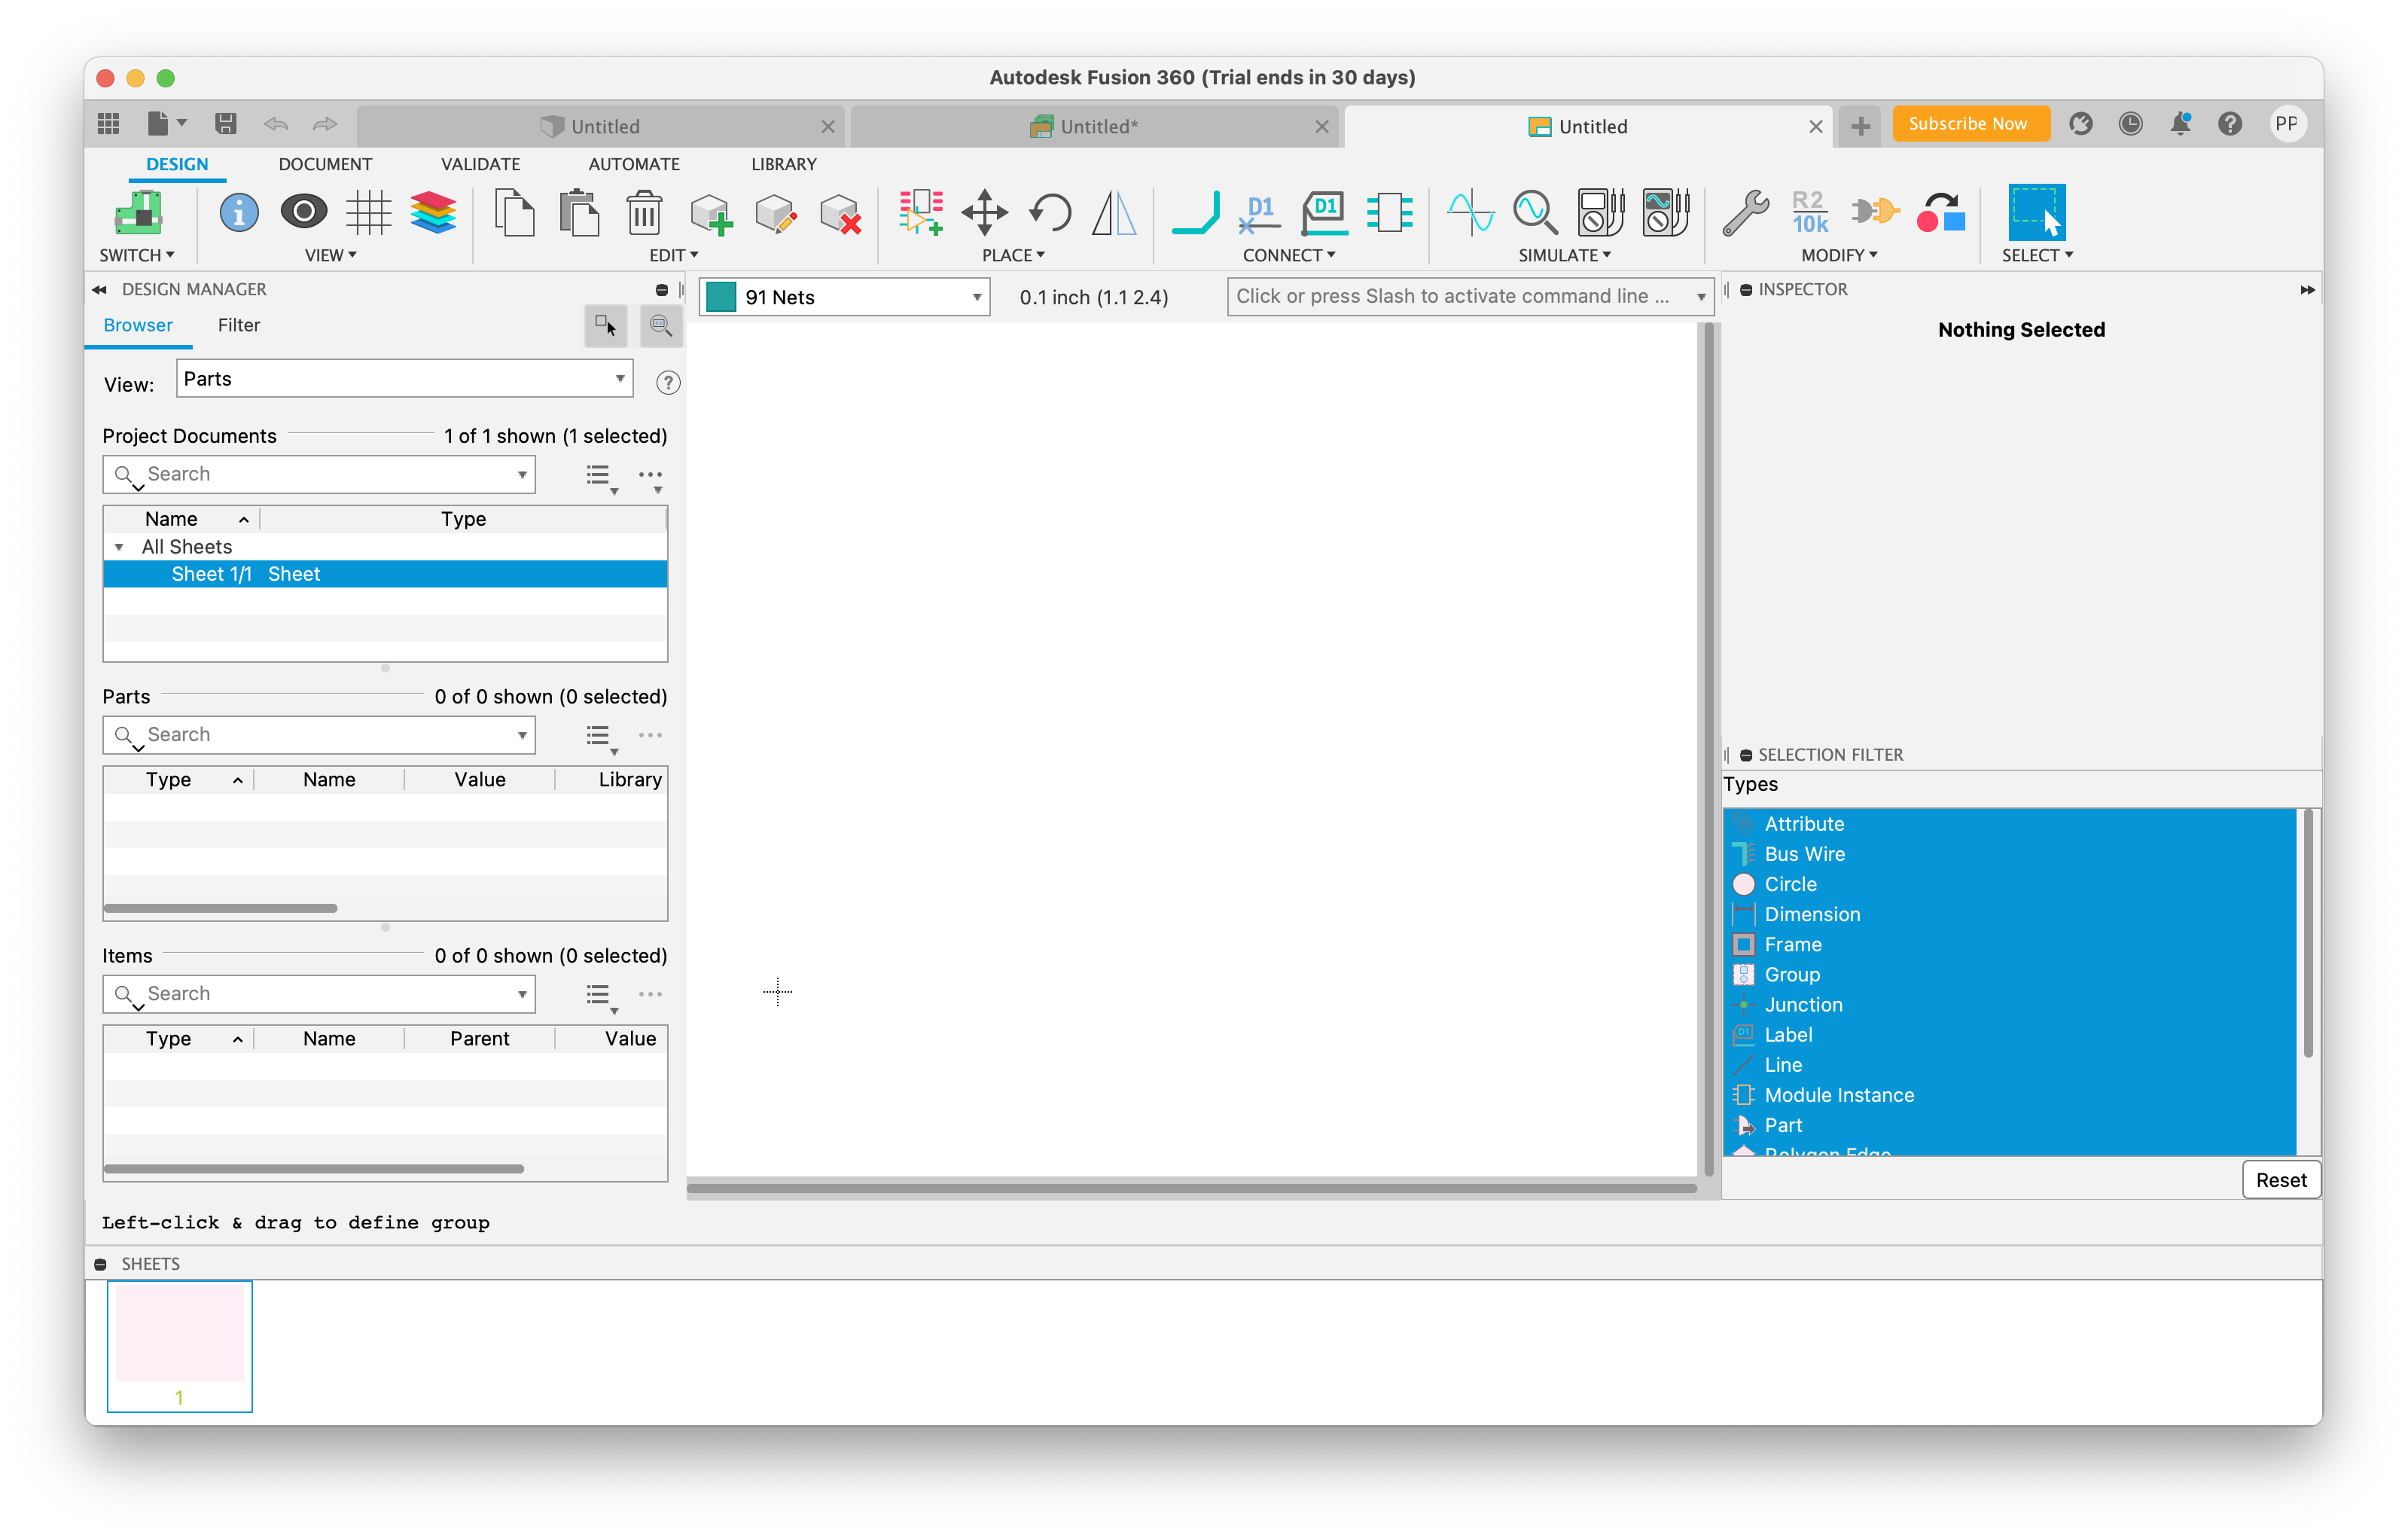 Autodesk Fusion 360 (Trial ends in 30 days)
Untitled
Untitled*
Untitled
Subscribe Now
PP
DESIGN
DOCUMENT
VALIDATE
AUTOMATE
LIBRARY
D1
D1
R2
10k
SWITCH
VIEW
EDIT
PLACE
CONNECT
SIMULATE
MODIFY
SELECT
DESIGN MANAGER
Browser
Filter
View:
Parts
Project Documents
1 of 1 shown (1 selected)
Search
Name
Type
All Sheets
Sheet 1/1
Sheet
Parts
0 of 0 shown (0 selected)
Search
Type
Name
Value
Library
Items
0 of 0 shown (0 selected)
Search
Type
Name
Parent
Value
91 Nets
0.1 inch (1.1 2.4)
Click or press Slash to activate command line ...
INSPECTOR
Nothing Selected
SELECTION FILTER
Types
Attribute
Bus Wire
Circle
Dimension
Frame
Group
Junction
D1
Label
Line
Module Instance
Part
Polygon Edge
Reset
Left-click & drag to define group
SHEETS
1